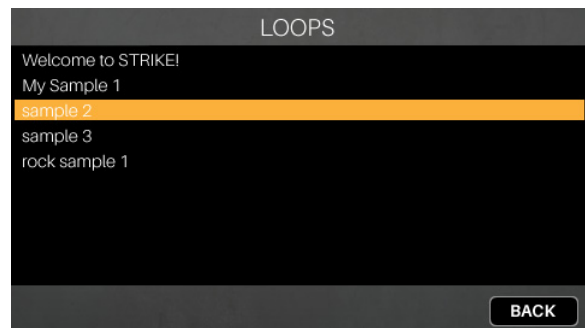 LOOPS
Welcome to STRIKE!
My Sample 1
sample 2
sample 3
rock sample 1
BACK